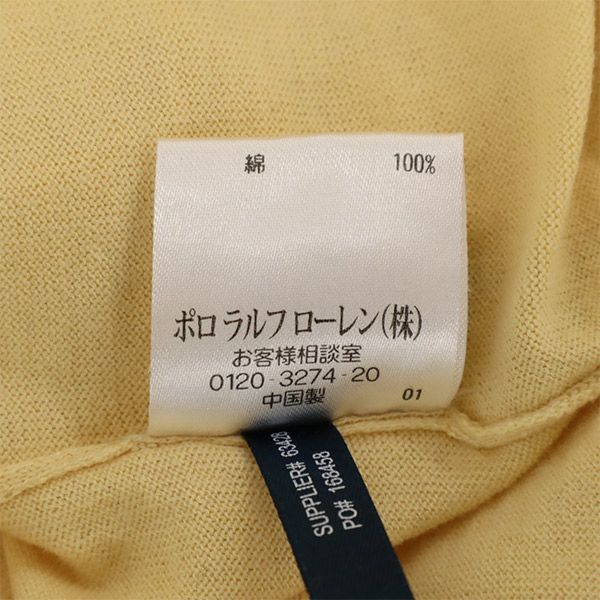 綿 100%
ポロ ラルフ ローレン(株)
お客様相談室
0120-3274-20
中国製 01
SUPPLIER# 63428
PO# 168458